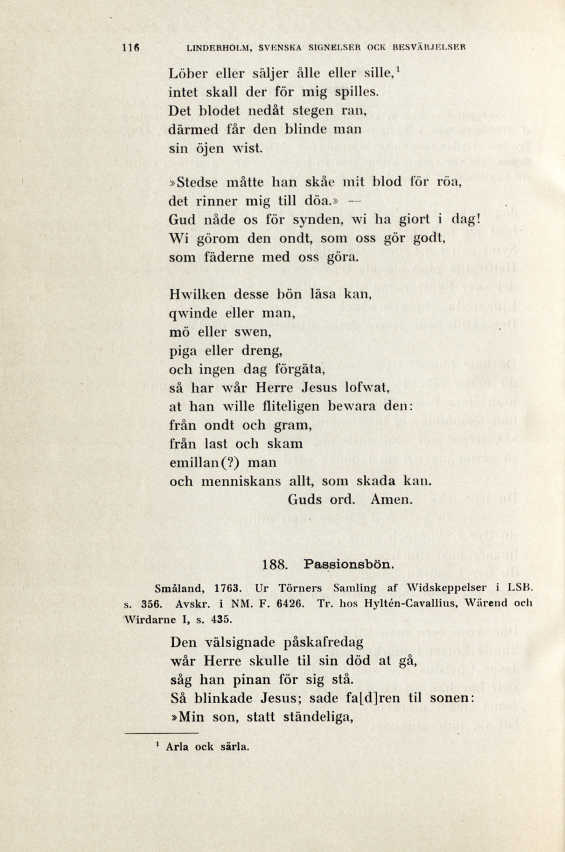 116 LINDERHOLM, SVENSKA SIGNELSER OCK BESVÄRJELSER
Löber eller säljer ålle eller sille,¹
intet skall der för mig spilles.
Det blodet nedåt stegen ran,
därmed får den blinde man
sin öjen wist.
»Stedse måtte han skåe mit blod för röa,
det rinner mig till döa.» —
Gud nåde os för synden, wi ha giort i dag!
Wi görom den ondt, som oss gör godt,
som fäderne med oss göra.
Hwilken desse bön läsa kan,
qwinde eller man,
mö eller swen,
piga eller dreng,
och ingen dag förgäta,
så har wår Herre Jesus lofwat,
at han wille fliteligen bewara den:
från ondt och gram,
från last och skam
emillan(?) man
och menniskans allt, som skada kan.
Guds ord. Amen.
188. Passionsbön.
Småland, 1763. Ur Törners Samling af Widskeppelser i LSB.
s. 356. Avskr. i NM. F. 6426. Tr. hos Hyltén-Cavallius, Wärend och
Wirdarne I, s. 435.
Den välsignade påskafredag
wår Herre skulle til sin död at gå,
såg han pinan för sig stå.
Så blinkade Jesus; sade fa[d]ren til sonen:
»Min son, statt ständeliga,
¹ Arla ock särla.